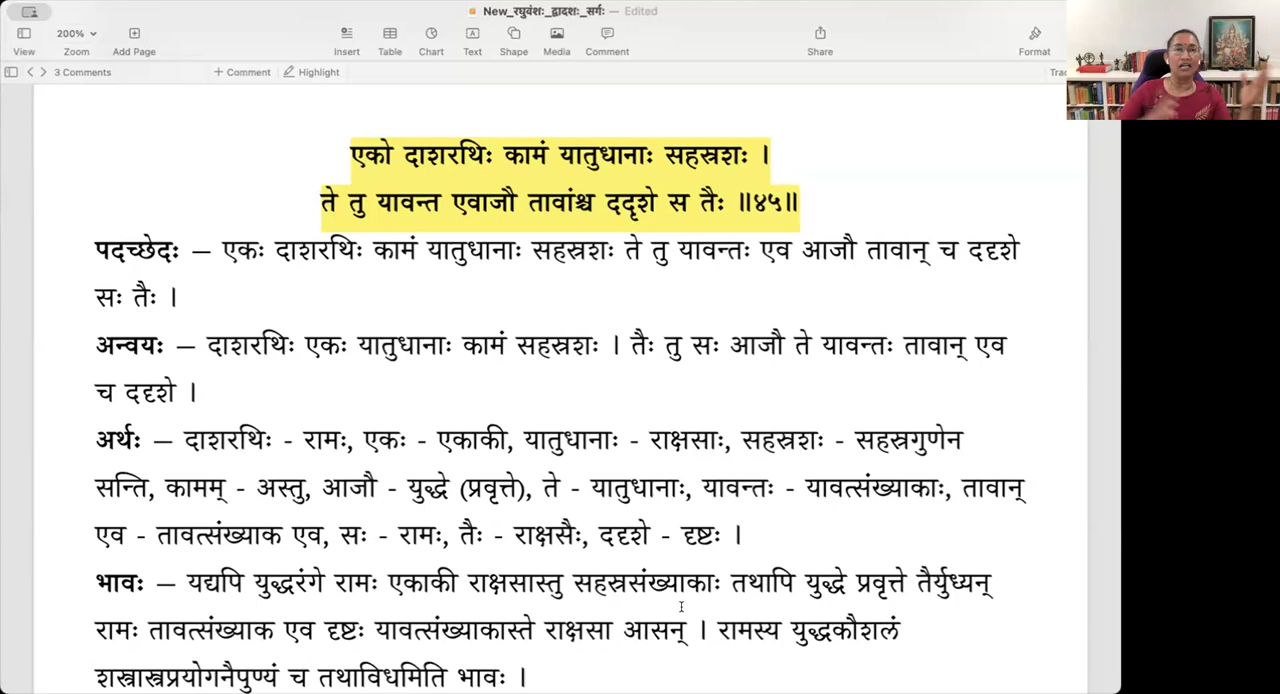 New_रघुवंशः_द्वादश_सर्गः — Edited
200%
View Zoom Add Page Insert Table Chart Text Shape Media Comment Share Format
3 Comments + Comment Highlight Trac
एको दाशरथिः कामं यातुधानाः सहस्रशः ।
ते तु यावन्त एवाजौ तावांश्च ददृशे स तैः ॥४५॥
पदच्छेदः – एकः दाशरथिः कामं यातुधानाः सहस्रशः ते तु यावन्तः एव आजौ तावान् च ददृशे
सः तैः ।
अन्वयः – दाशरथिः एकः यातुधानाः कामं सहस्रशः । तैः तु सः आजौ ते यावन्तः तावान् एव
च ददृशे ।
अर्थः – दाशरथिः - रामः, एकः - एकाकी, यातुधानाः - राक्षसाः, सहस्रशः - सहस्रगुणेन
सन्ति, कामम् - अस्तु, आजौ - युद्धे (प्रवृत्ते), ते - यातुधानाः, यावन्तः - यावत्संख्याकाः, तावान्
एव - तावत्संख्याक एव, सः - रामः, तैः - राक्षसैः, ददृशे - दृष्टः ।
भावः – यद्यपि युद्धरंगे रामः एकाकी राक्षसास्तु सहस्रसंख्याकाः तथापि युद्धे प्रवृत्ते तैर्युध्यन्
रामः तावत्संख्याक एव दृष्टः यावत्संख्याकास्ते राक्षसा आसन् । रामस्य युद्धकौशलं
शस्त्रास्त्रप्रयोगनैपुण्यं च तथाविधमिति भावः ।